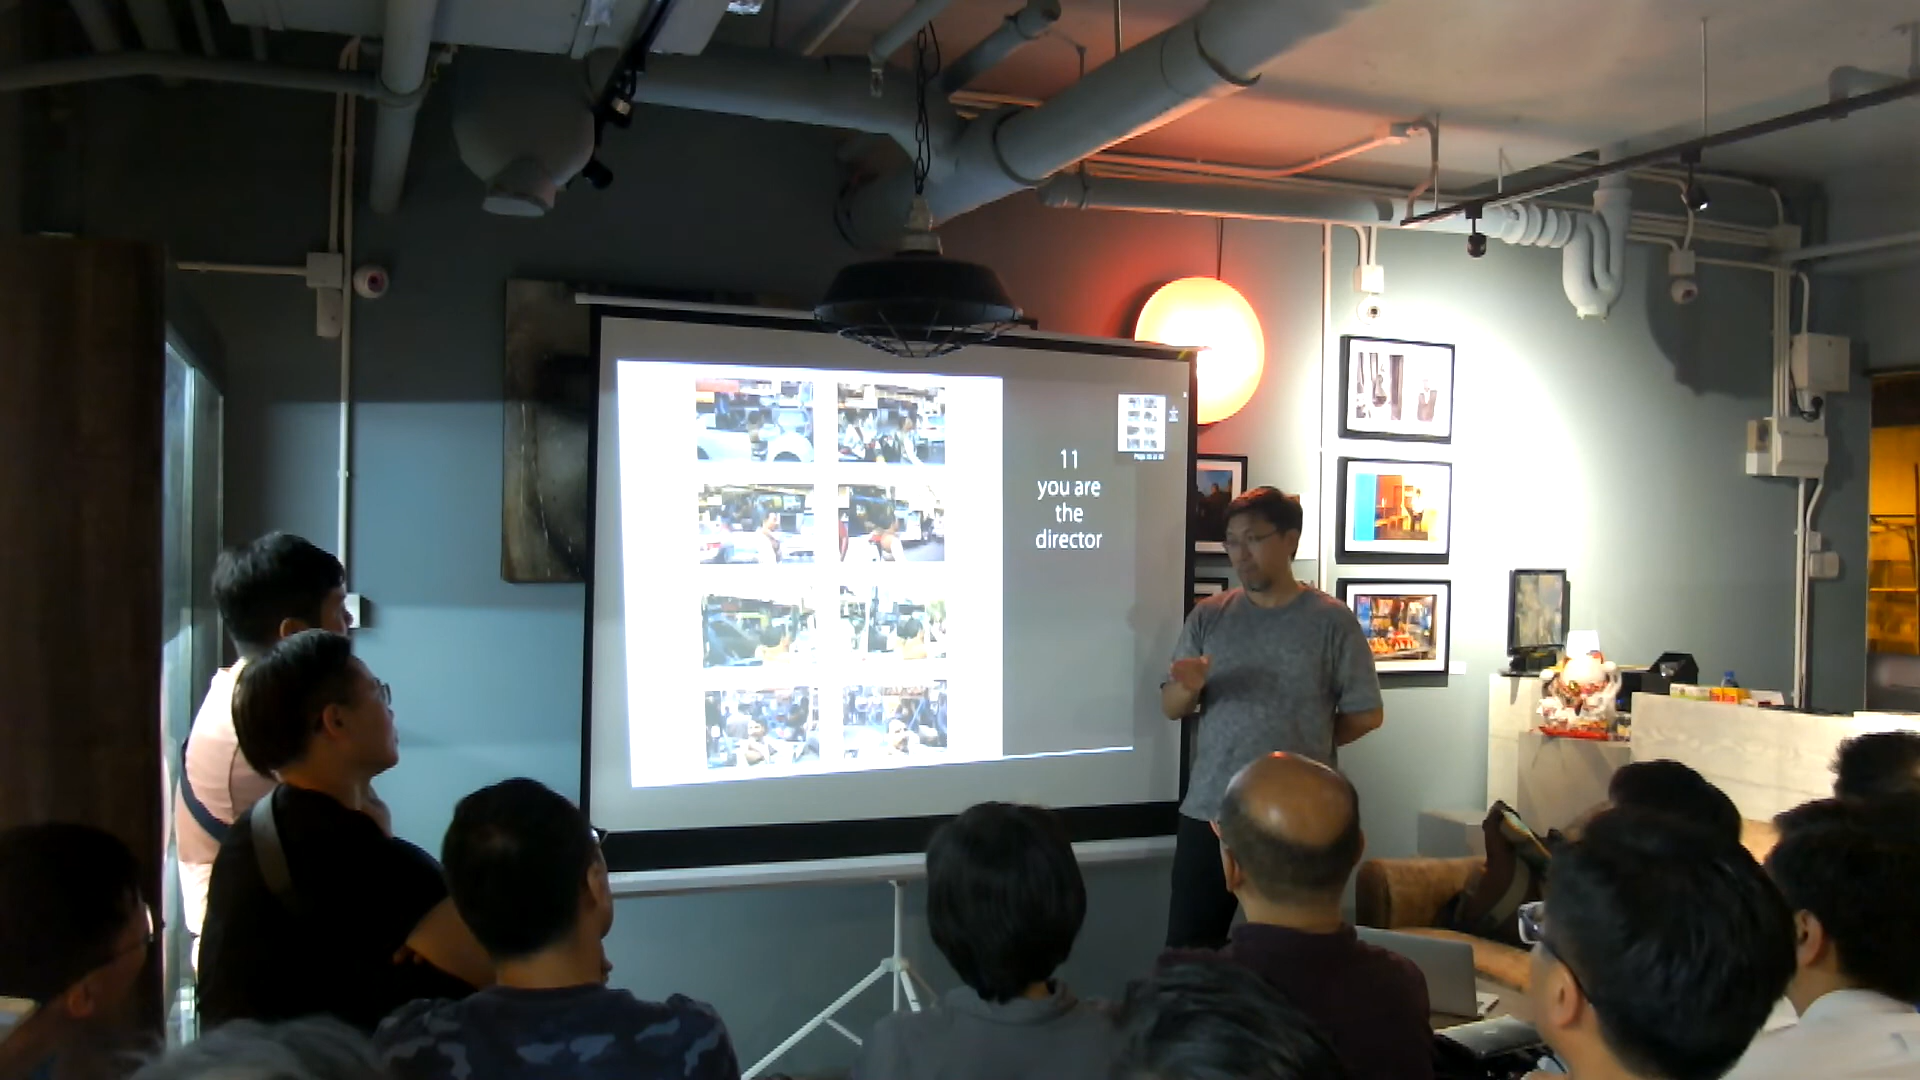 11
you are
the
director